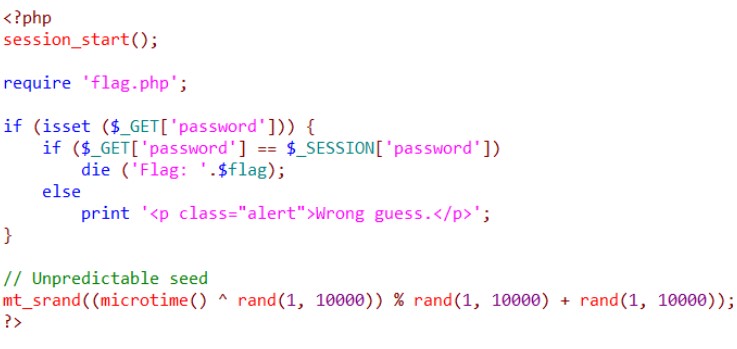 <?php
session_start();
require 'flag.php';
if (isset ($_GET['password'])) {
if ($_GET['password'] == $_SESSION['password'])
die ('Flag: '.$flag);
else
print '<p class="alert">Wrong guess.</p>';
}
// Unpredictable seed
mt_srand((microtime() ^ rand(1, 10000)) % rand(1, 10000) + rand(1, 10000));
?>